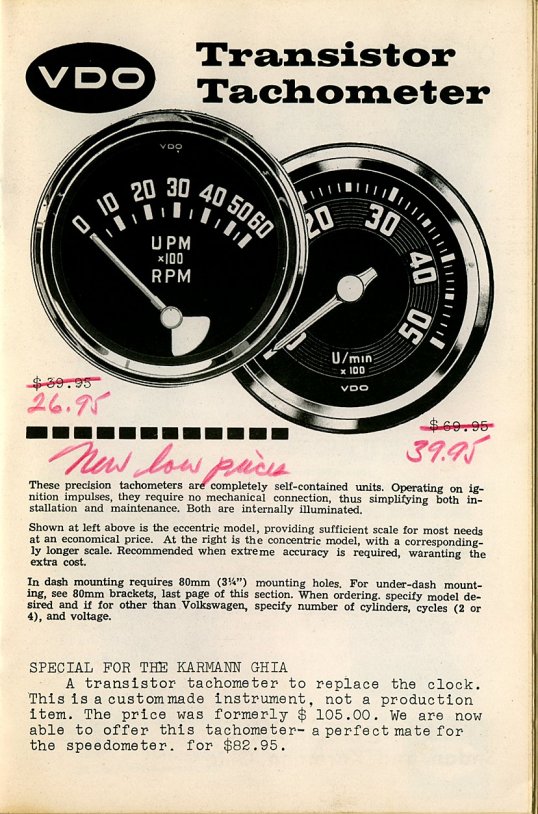 VDO
Transistor
Tachometer
VDO
0 10 20 30 40 50 60
UPM
x100
RPM
20 30 40 50
U/min
x 100
VDO
$39.95
26.95
$69.95
39.95
New low prices
These precision tachometers are completely self-contained units. Operating on ig-
nition impulses, they require no mechanical connection, thus simplifying both in-
stallation and maintenance. Both are internally illuminated.
Shown at left above is the eccentric model, providing sufficient scale for most needs
at an economical price. At the right is the concentric model, with a corresponding-
ly longer scale. Recommended when extreme accuracy is required, waranting the
extra cost.
In dash mounting requires 80mm (3¼") mounting holes. For under-dash mount-
ing, see 80mm brackets, last page of this section. When ordering. specify model de-
sired and if for other than Volkswagen, specify number of cylinders, cycles (2 or
4), and voltage.
SPECIAL FOR THE KARMANN GHIA
A transistor tachometer to replace the clock.
This is a custom made instrument, not a production
item. The price was formerly $ 105.00. We are now
able to offer this tachometer- a perfect mate for
the speedometer. for $82.95.